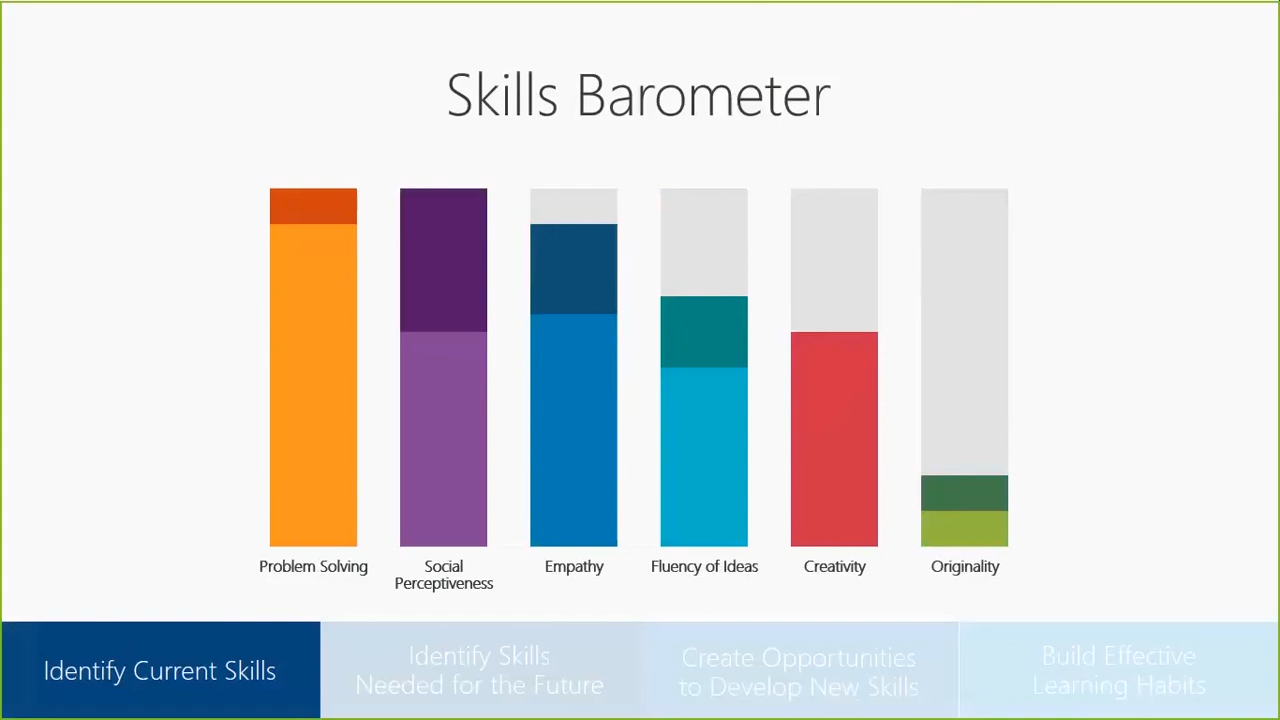 Skills Barometer
Problem Solving
Social
Perceptiveness
Empathy
Fluency of Ideas
Creativity
Originality
Identify Current Skills
Identify Skills
Needed for the Future
Create Opportunities
to Develop New Skills
Build Effective
Learning Habits